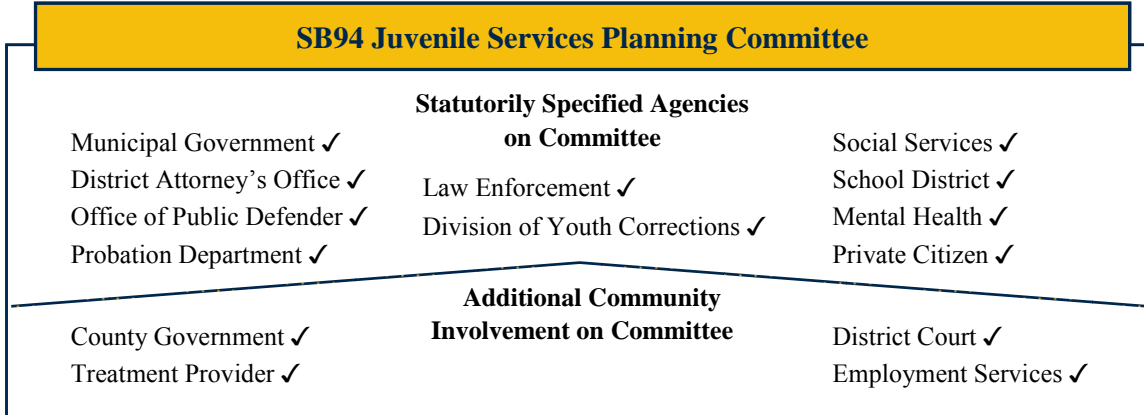 SB94 Juvenile Services Planning Committee
Statutorily Specified Agencies
on Committee
Municipal Government ✓
District Attorney’s Office ✓
Office of Public Defender ✓
Probation Department ✓
Law Enforcement ✓
Division of Youth Corrections ✓
Social Services ✓
School District ✓
Mental Health ✓
Private Citizen ✓
Additional Community
Involvement on Committee
County Government ✓
Treatment Provider ✓
District Court ✓
Employment Services ✓